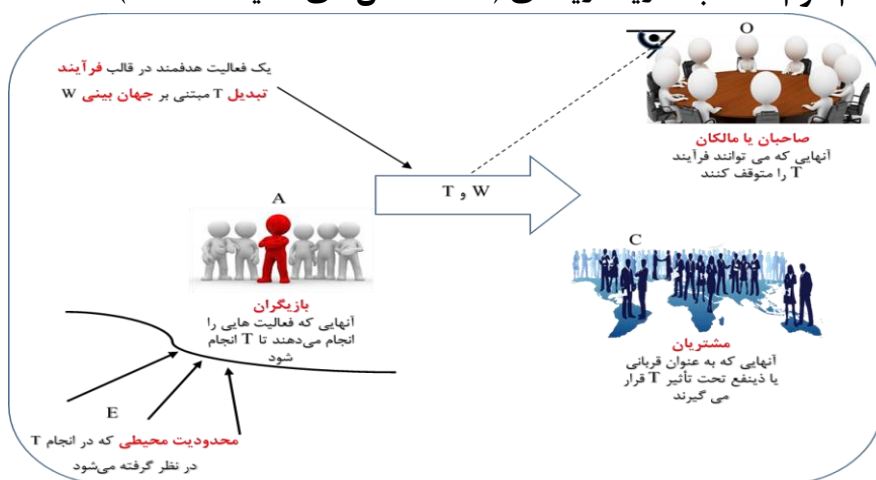 یک فعالیت هدفمند در قالب فرآیند
تبدیل T مبتنی بر جهان بینی W
O
صاحبان یا مالکان
آنهایی که می توانند فرآیند
T را متوقف کنند
W و T
A
بازیگران
آنهایی که فعالیت هایی را
انجام می‌دهند تا T انجام
شود
C
مشتریان
آنهایی که به عنوان قربانی
یا ذینفع تحت تأثیر T قرار
می گیرند
E
محدودیت محیطی که در انجام T
در نظر گرفته می‌شود